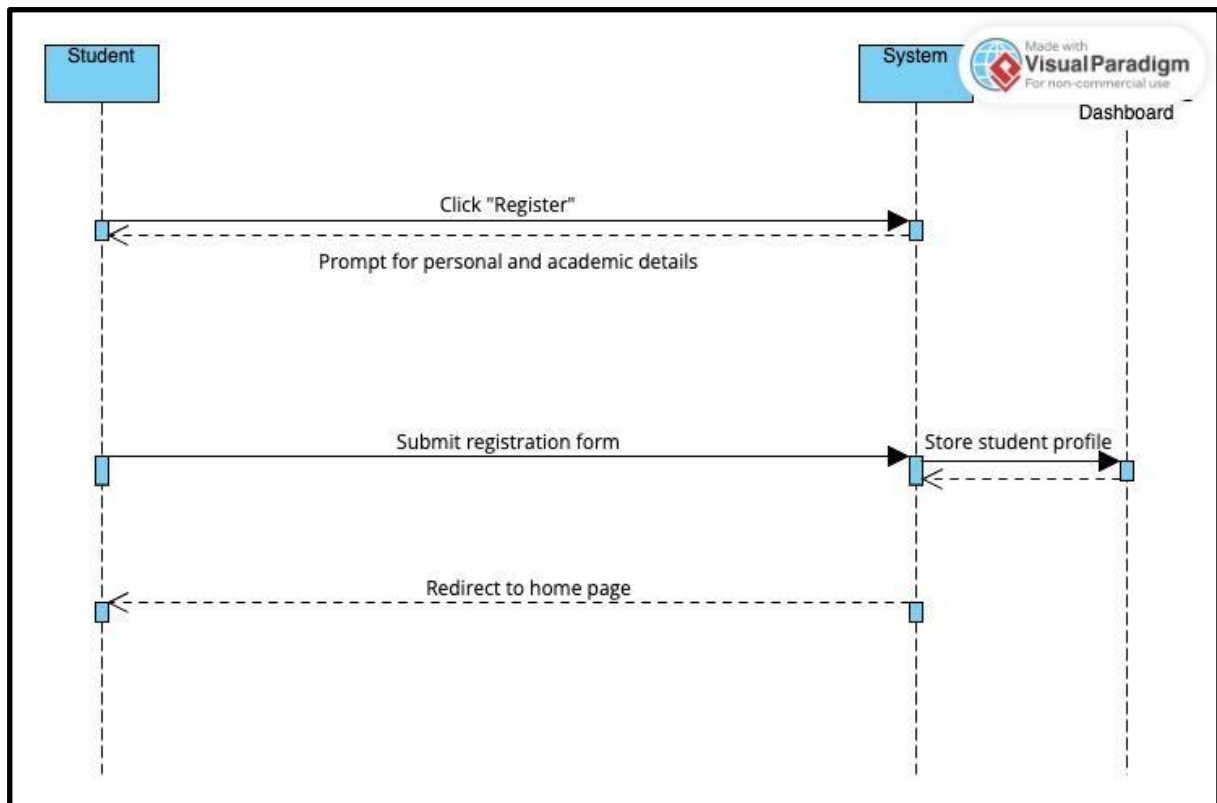 Student
System
Made with
Visual Paradigm
For non-commercial use
Dashboard
Click "Register"
Prompt for personal and academic details
Submit registration form
Store student profile
Redirect to home page